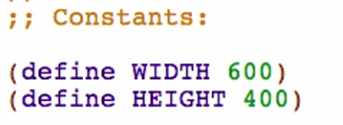 ;; Constants:
(define WIDTH 600)
(define HEIGHT 400)